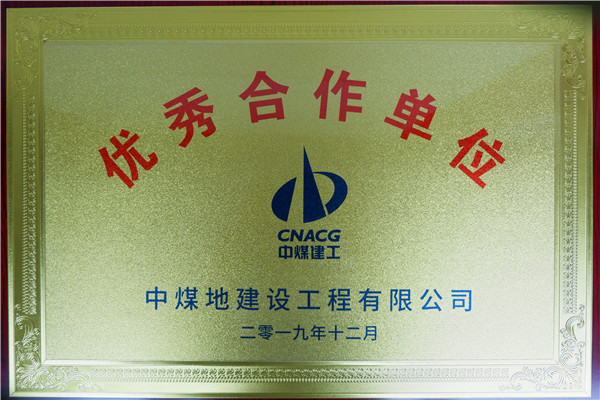 优秀合作单位
CNACG
中煤建工
中煤地建设工程有限公司
二零一九年十二月